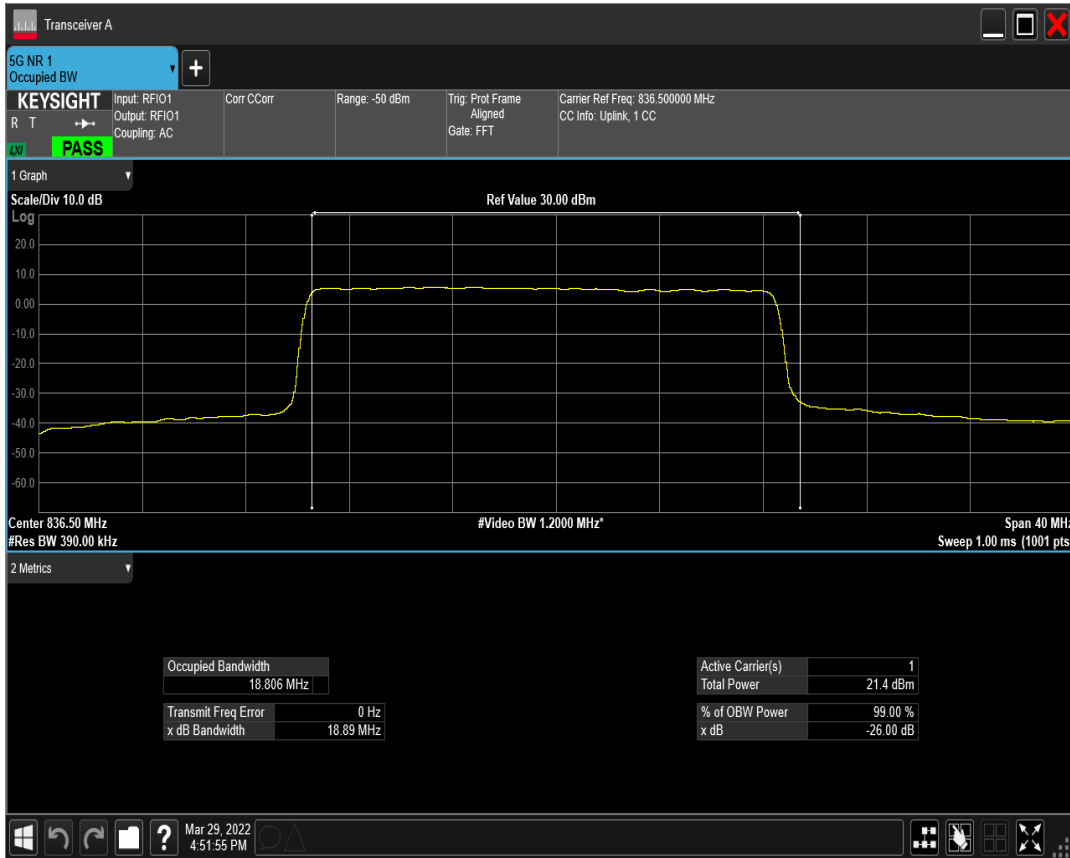 Transceiver A
5G NR 1
Occupied BW
+
KEYSIGHT
R T
LXI
PASS
Input: RFIO1
Output: RFIO1
Coupling: AC
Corr CCorr
Range: -50 dBm
Trig: Prot Frame
Aligned
Gate: FFT
Carrier Ref Freq: 836.500000 MHz
CC Info: Uplink, 1 CC
1 Graph
Scale/Div 10.0 dB
Ref Value 30.00 dBm
Log
20.0
10.0
0.00
-10.0
-20.0
-30.0
-40.0
-50.0
-60.0
Center 836.50 MHz
#Video BW 1.2000 MHz*
Span 40 MHz
#Res BW 390.00 kHz
Sweep 1.00 ms (1001 pts
2 Metrics
Occupied Bandwidth
18.806 MHz
Transmit Freq Error 0 Hz
x dB Bandwidth 18.89 MHz
Active Carrier(s) 1
Total Power 21.4 dBm
% of OBW Power 99.00 %
x dB -26.00 dB
?
Mar 29, 2022
4:51:55 PM